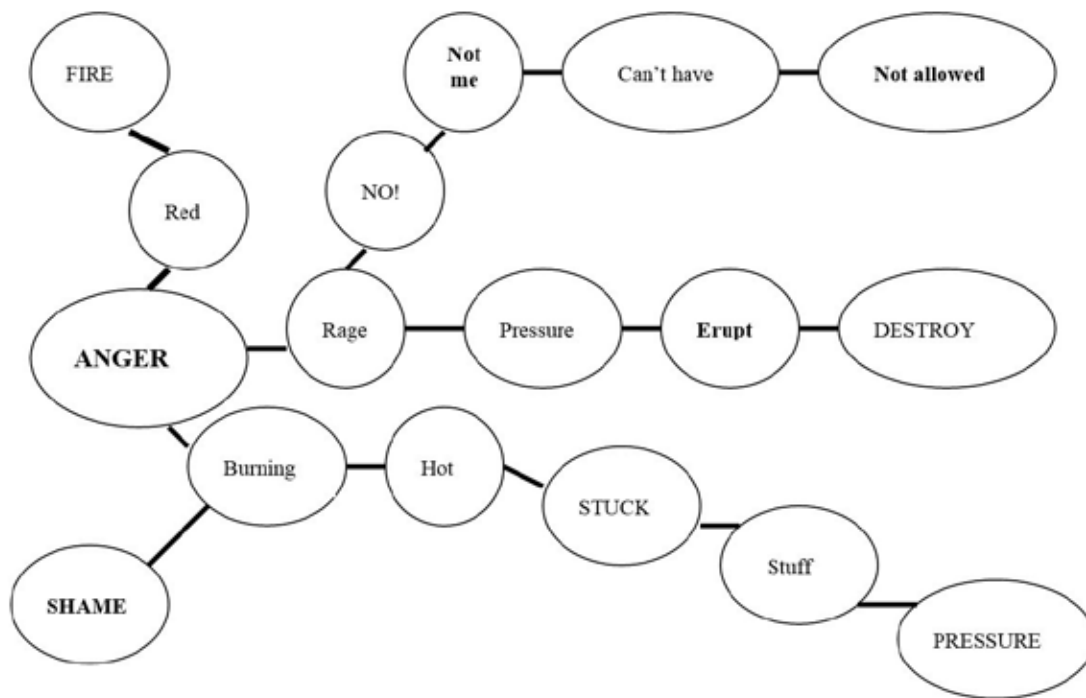 FIRE
Not
me
Can't have
Not allowed
Red
NO!
ANGER
Rage
Pressure
Erupt
DESTROY
Burning
Hot
STUCK
Stuff
SHAME
PRESSURE